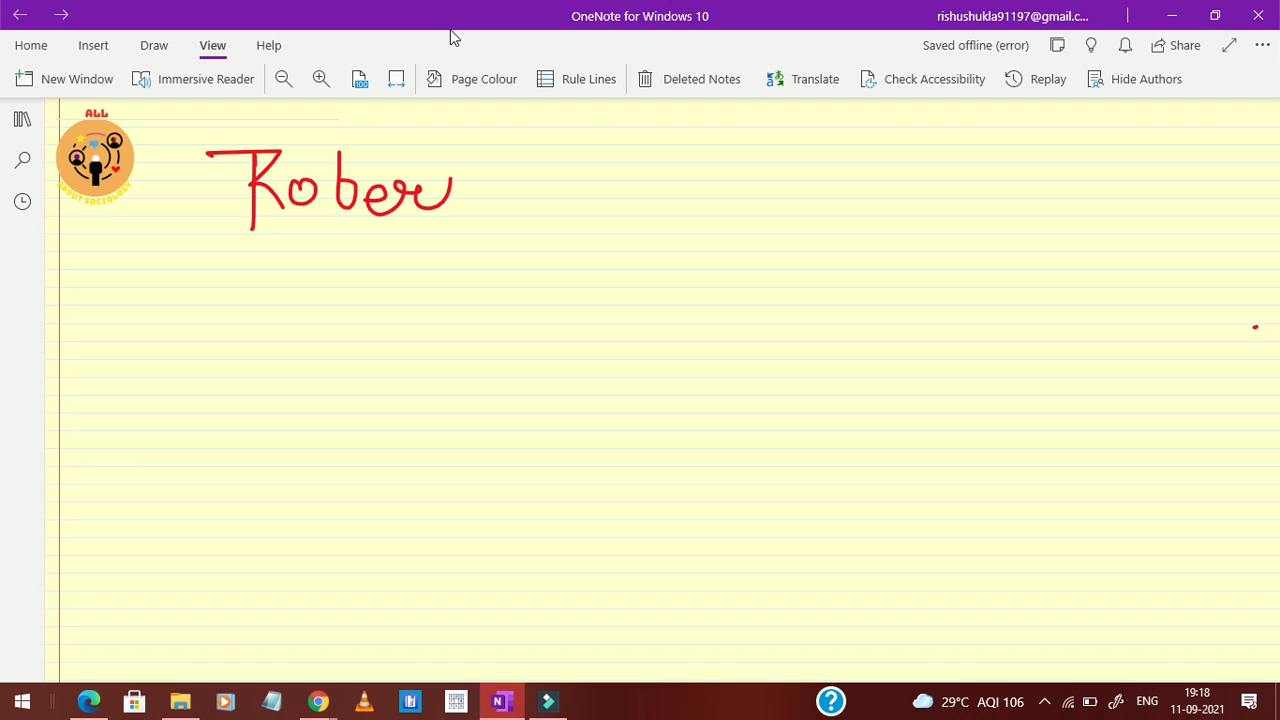 OneNote for Windows 10
rishushukla91197@gmail.c...
Home Insert Draw View Help
Saved offline (error) Share
New Window Immersive Reader Page Colour Rule Lines Deleted Notes Translate Check Accessibility Replay Hide Authors
ALL
ABOUT SOCIOLOGY
Rober
29°C AQI 106 ENG
19:18
11-09-2021